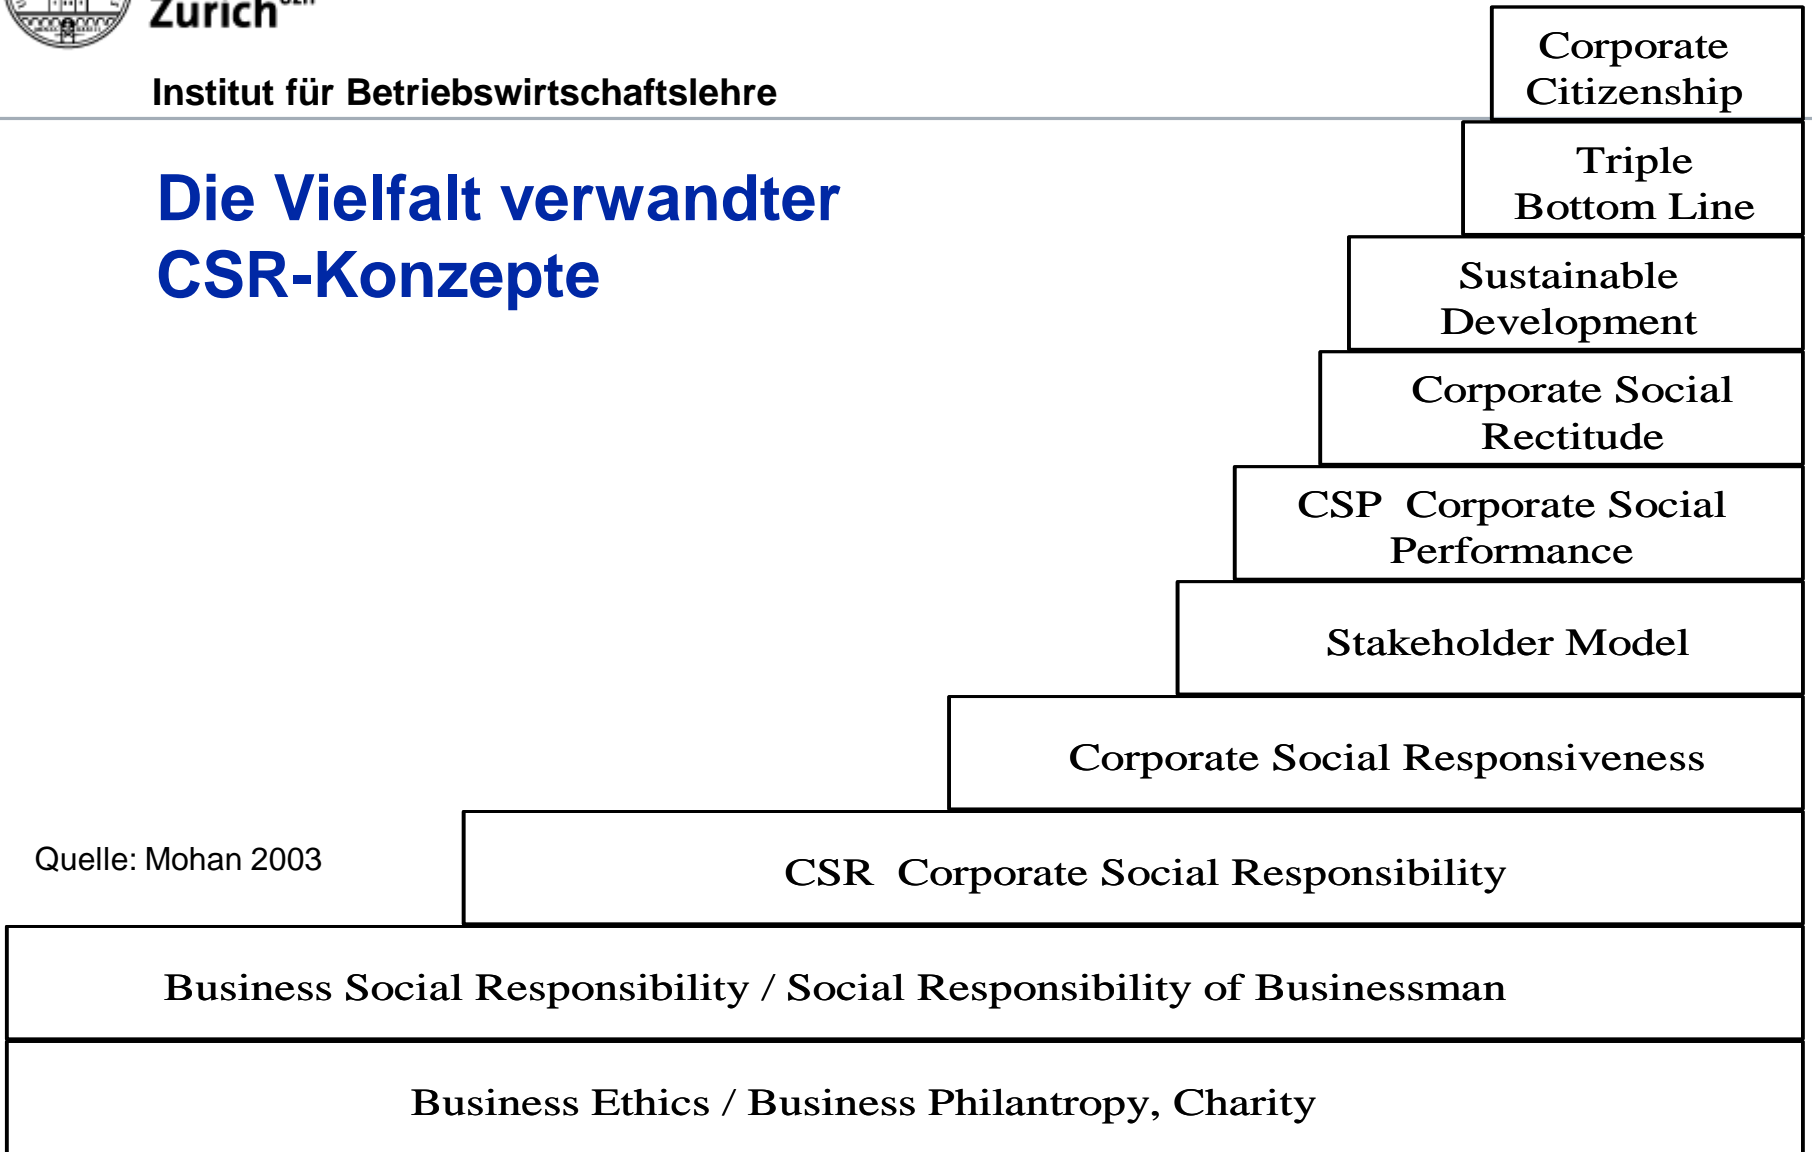 Zürich
Institut für Betriebswirtschaftslehre
Die Vielfalt verwandter
CSR-Konzepte
Corporate
Citizenship
Triple
Bottom Line
Sustainable
Development
Corporate Social
Rectitude
CSP Corporate Social
Performance
Stakeholder Model
Corporate Social Responsiveness
Quelle: Mohan 2003
CSR Corporate Social Responsibility
Business Social Responsibility / Social Responsibility of Businessman
Business Ethics / Business Philantropy, Charity